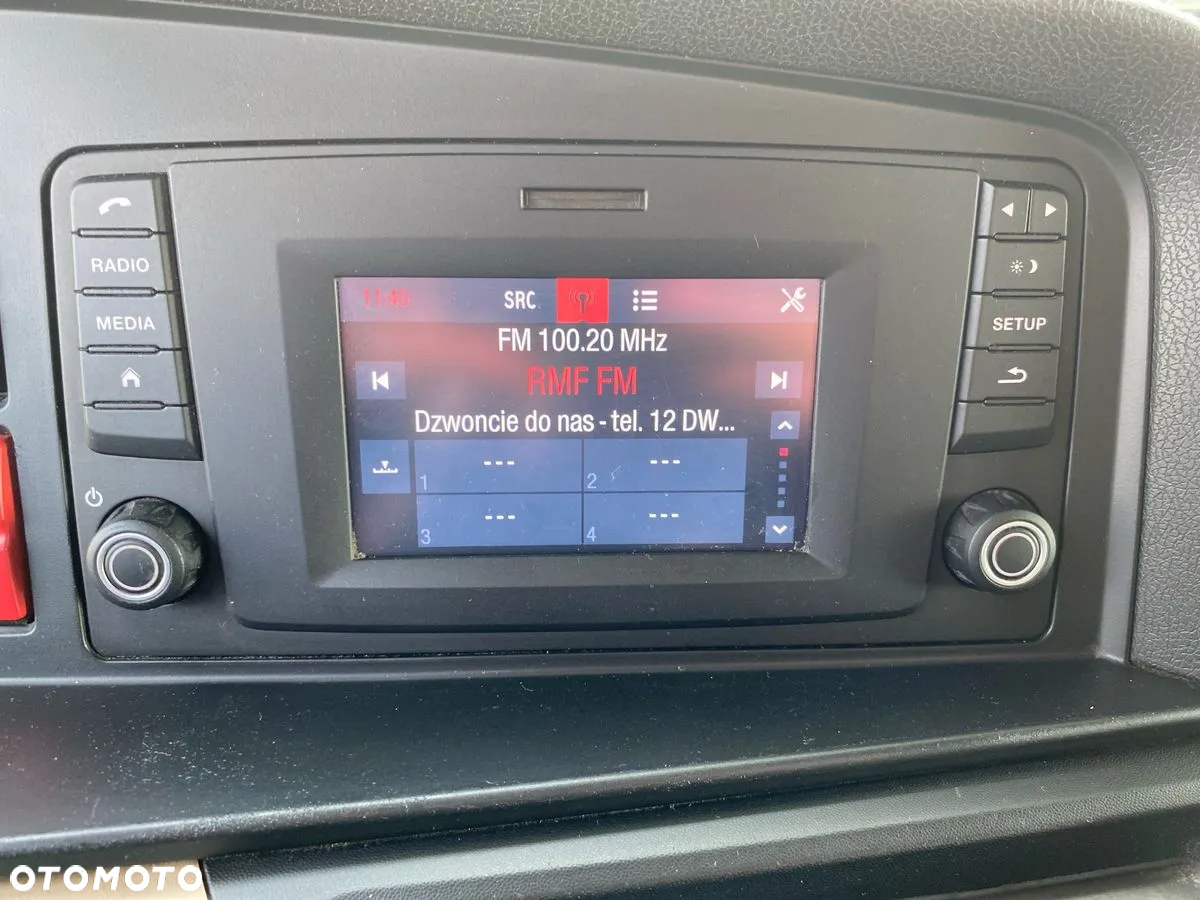 RADIO
MEDIA
SETUP
11:40
SRC
FM 100.20 MHz
RMF FM
Dzwoncie do nas - tel. 12 DW...
1 ---
2 ---
3 ---
4 ---
OTOMOTO